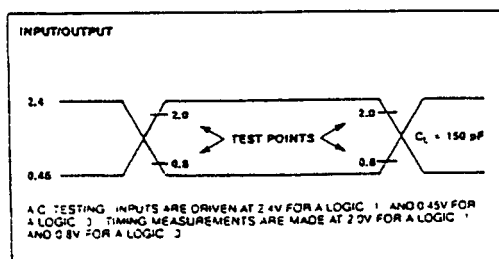 INPUT/OUTPUT
2.4
2.0
2.0
TEST POINTS
CL = 150 pF
0.8
0.8
0.45
A.C. TESTING: INPUTS ARE DRIVEN AT 2.4V FOR A LOGIC 1 AND 0.45V FOR
A LOGIC 0. TIMING MEASUREMENTS ARE MADE AT 2.0V FOR A LOGIC 1
AND 0.8V FOR A LOGIC 0